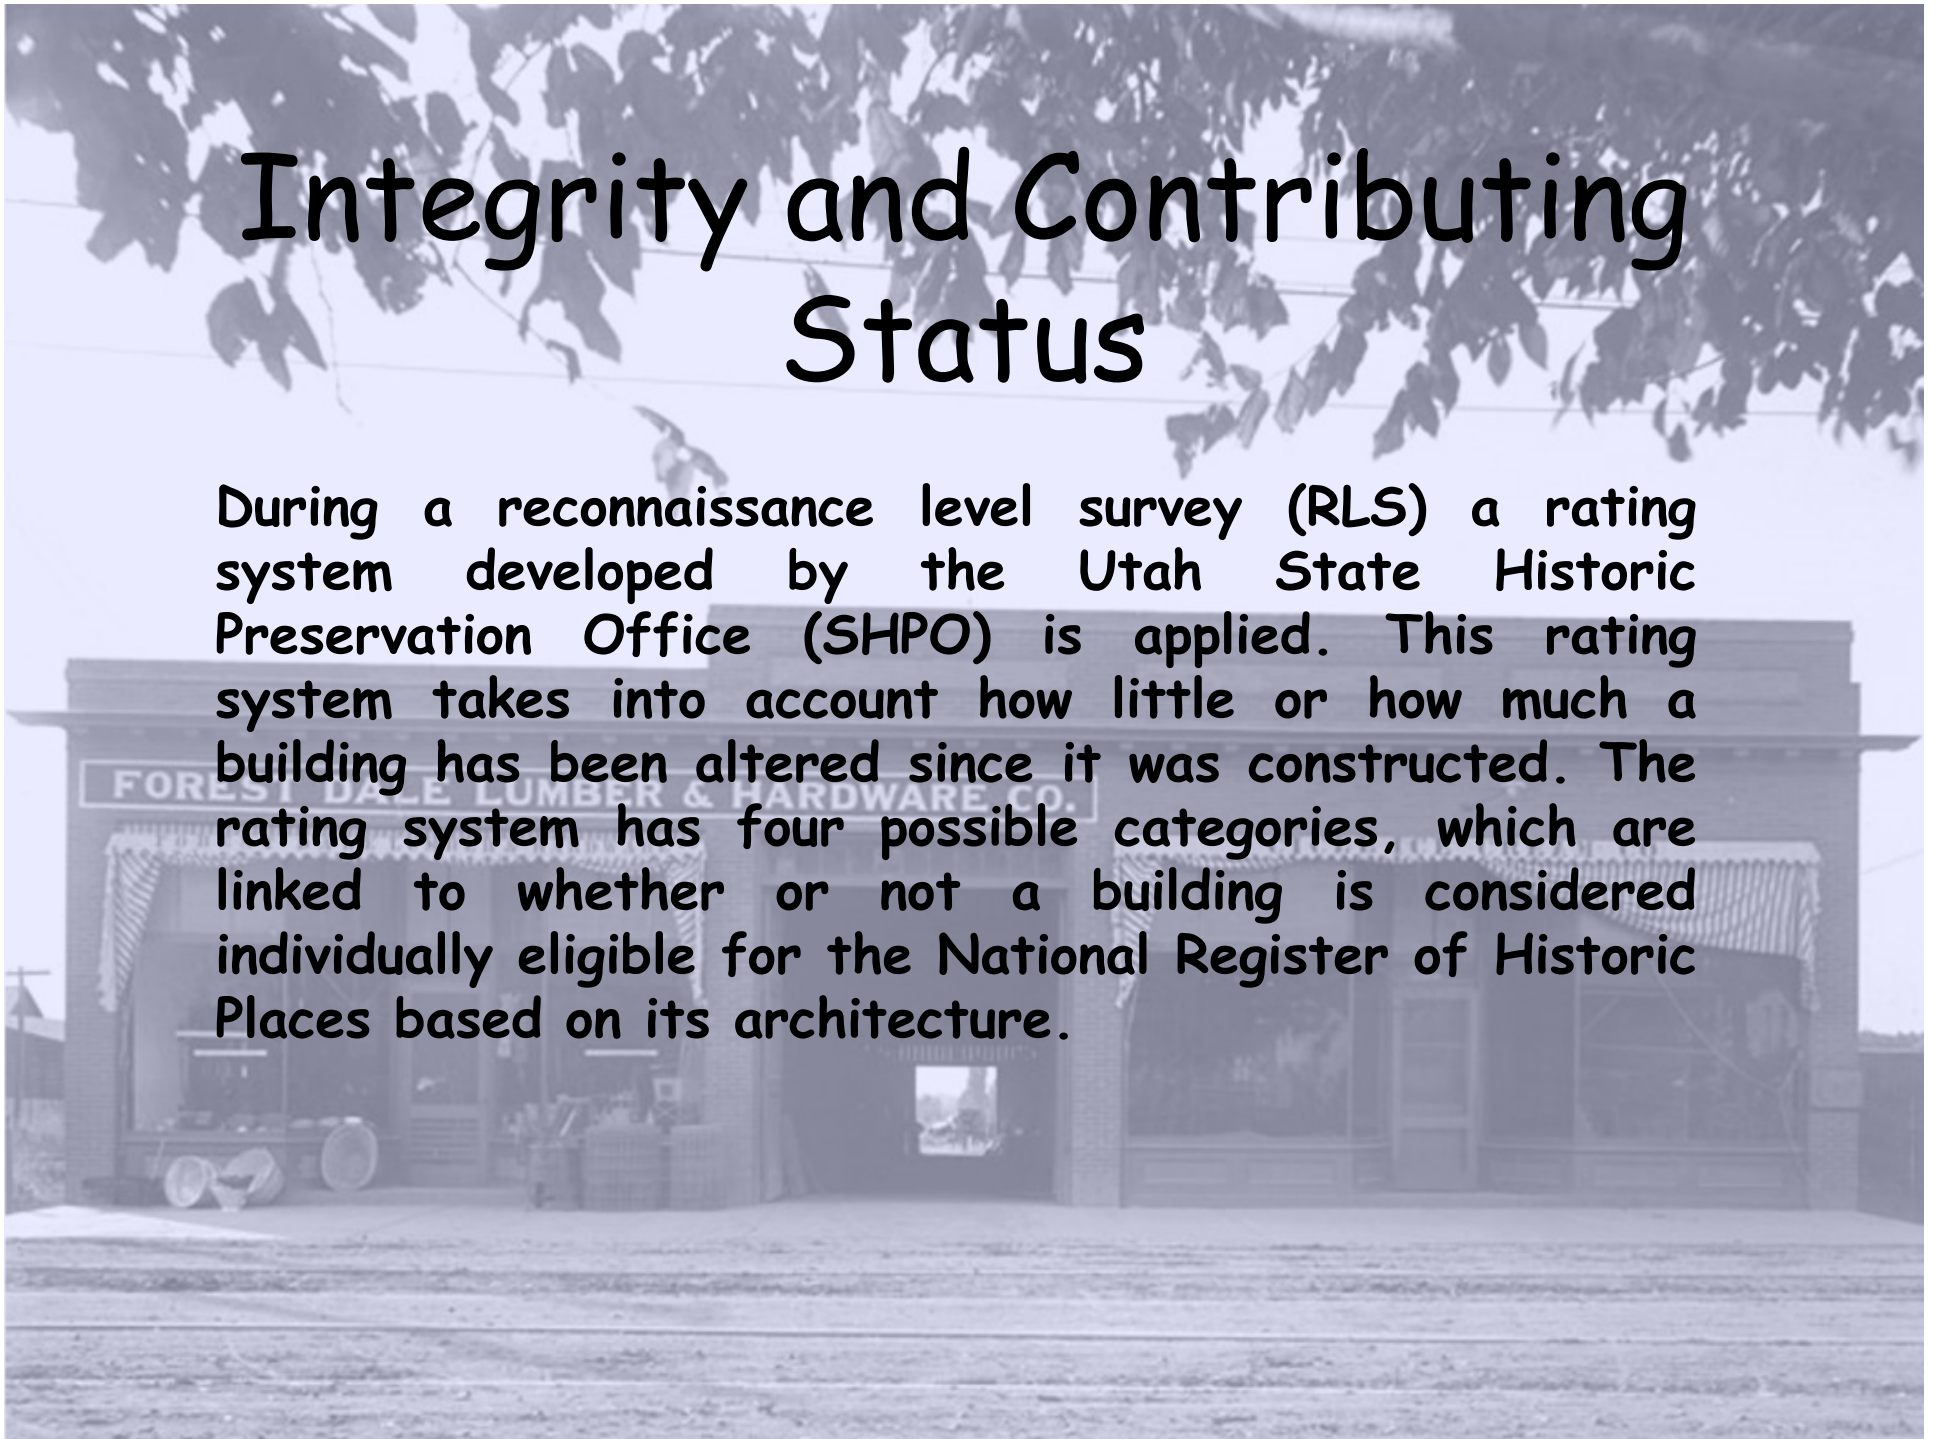 Integrity and Contributing
Status
During a reconnaissance level survey (RLS) a rating
system developed by the Utah State Historic
Preservation Office (SHPO) is applied. This rating
system takes into account how little or how much a
building has been altered since it was constructed. The
FOREST DALE LUMBER & HARDWARE CO.
rating system has four possible categories, which are
linked to whether or not a building is considered
individually eligible for the National Register of Historic
Places based on its architecture.